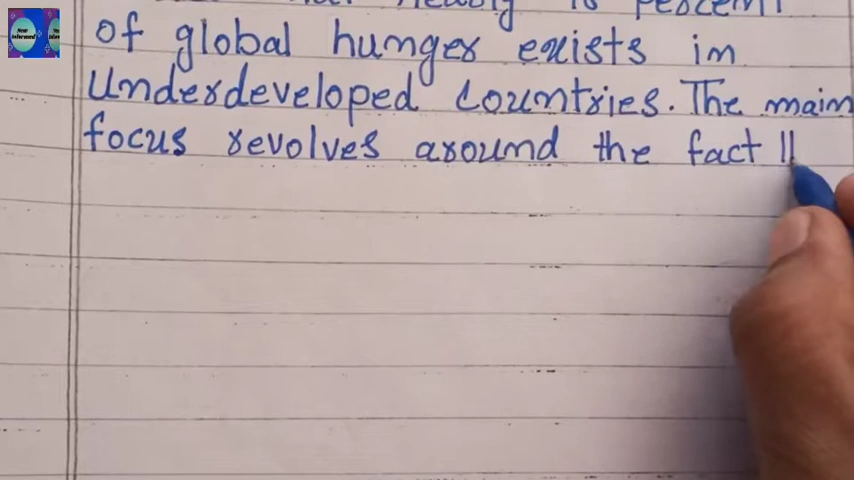 of global hunger exists in
Underdeveloped countries. The main
focus revolves around the fact